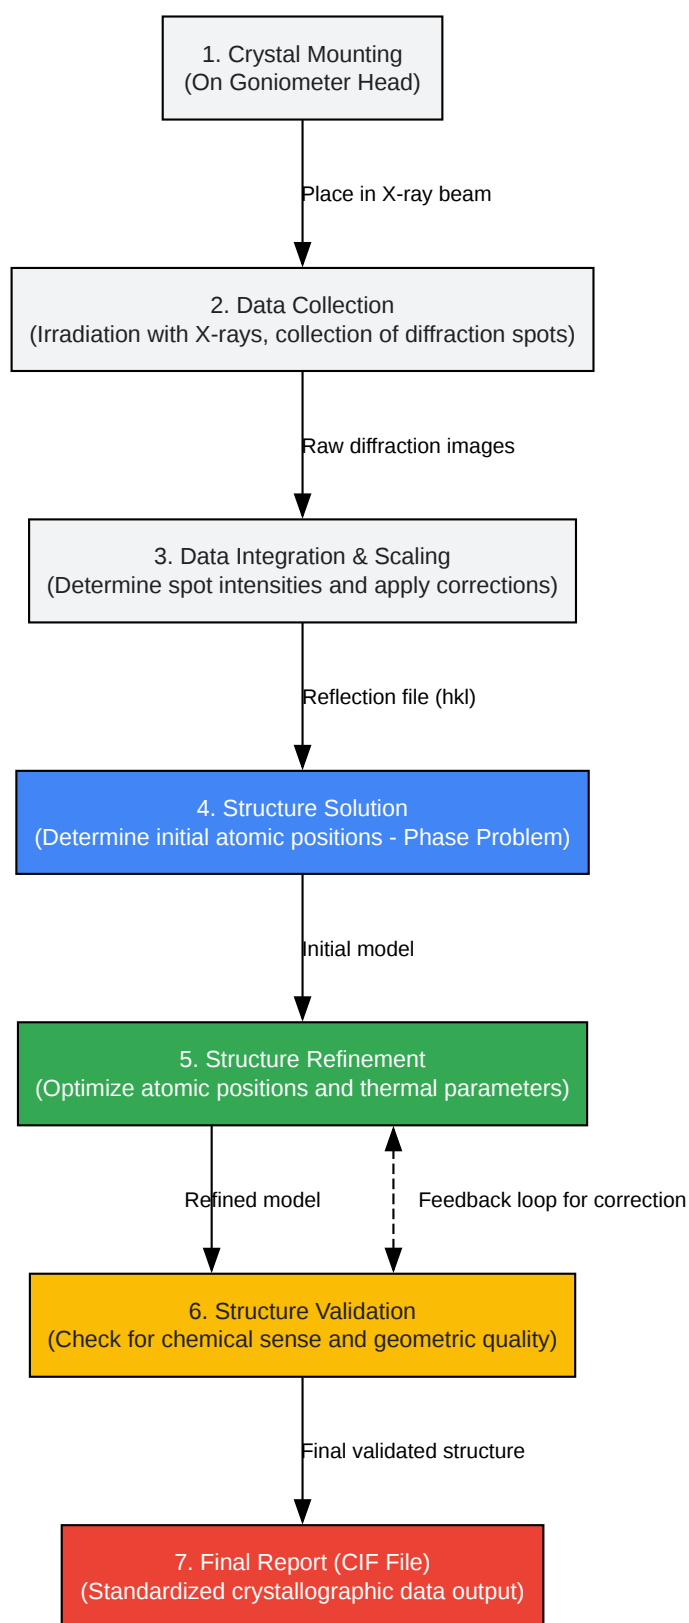 1. Crystal Mounting
(On Goniometer Head)
Place in X-ray beam
2. Data Collection
(Irradiation with X-rays, collection of diffraction spots)
Raw diffraction images
3. Data Integration & Scaling
(Determine spot intensities and apply corrections)
Reflection file (hkl)
4. Structure Solution
(Determine initial atomic positions - Phase Problem)
Initial model
5. Structure Refinement
(Optimize atomic positions and thermal parameters)
Refined model
Feedback loop for correction
6. Structure Validation
(Check for chemical sense and geometric quality)
Final validated structure
7. Final Report (CIF File)
(Standardized crystallographic data output)